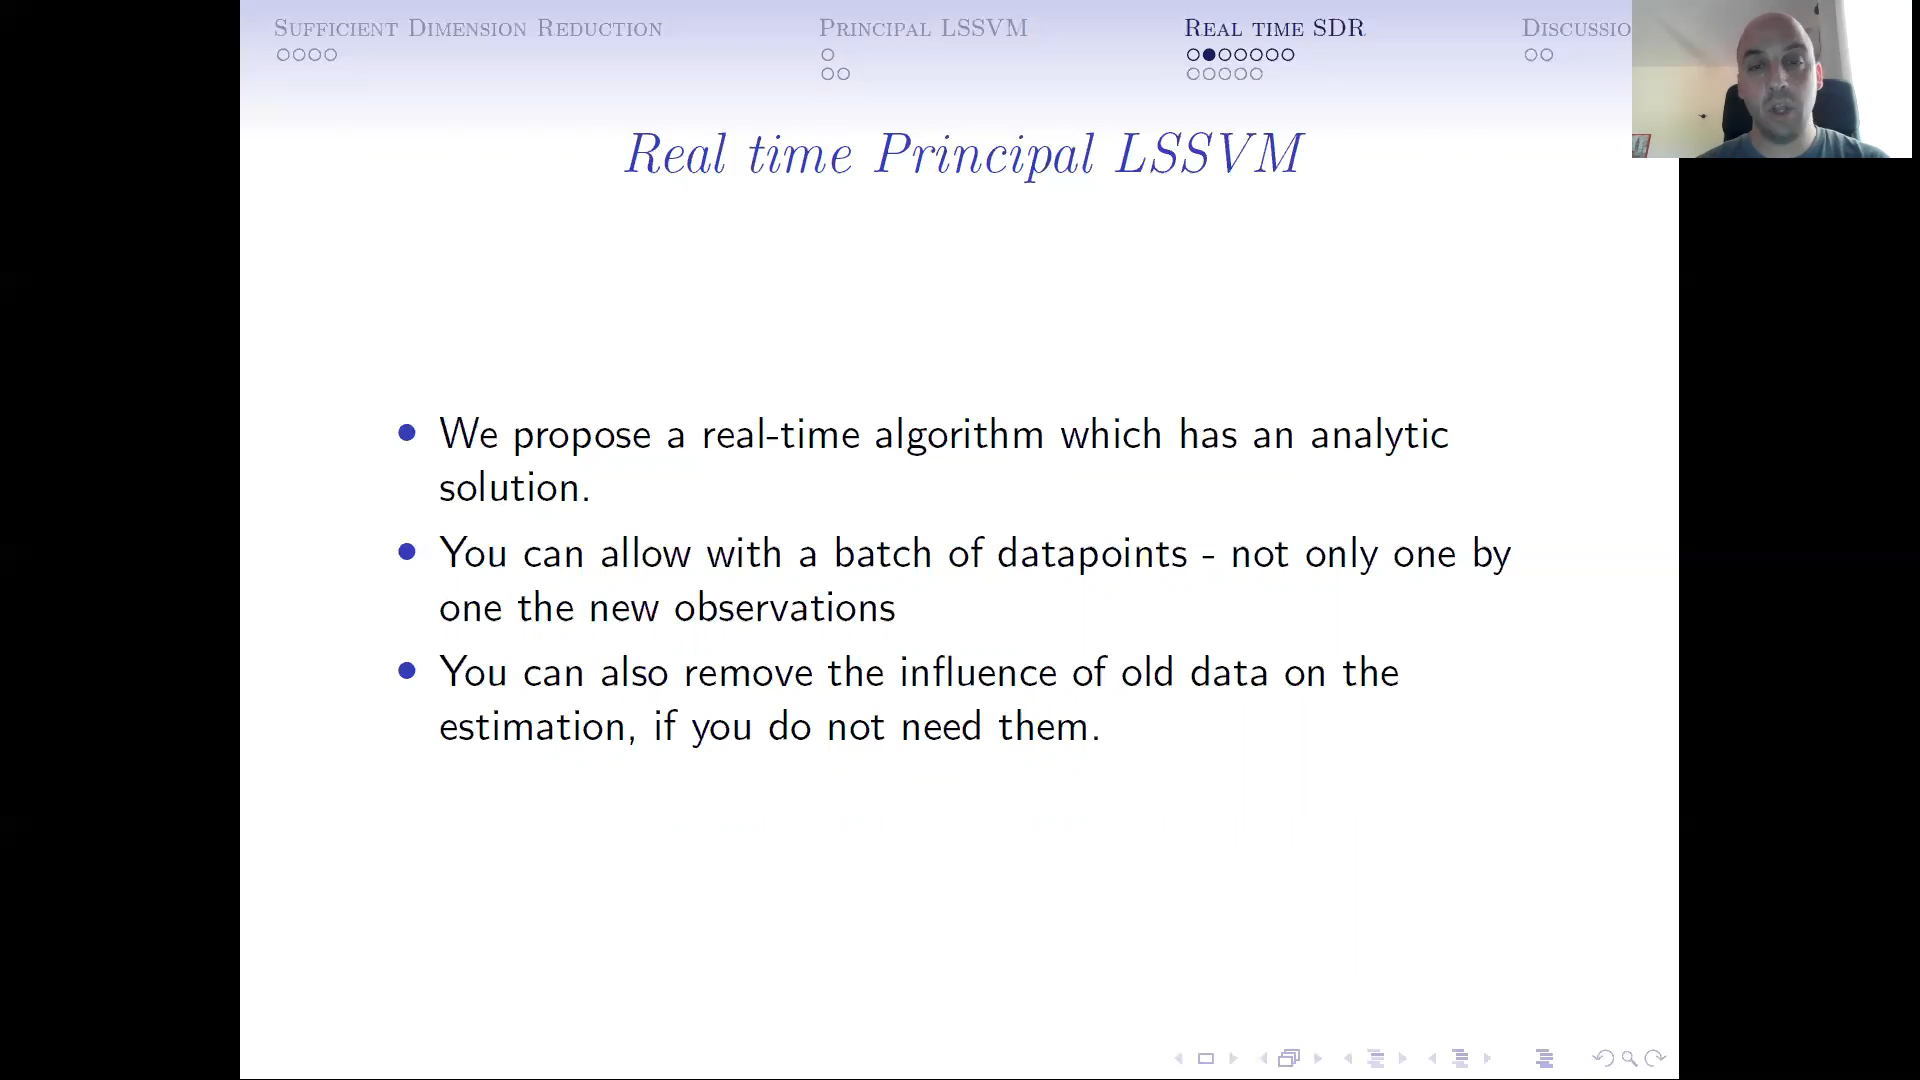 Sufficient Dimension Reduction
Principal LSSVM
Real time SDR
Discussio
Real time Principal LSSVM
We propose a real-time algorithm which has an analytic
solution.
You can allow with a batch of datapoints - not only one by
one the new observations
You can also remove the influence of old data on the
estimation, if you do not need them.